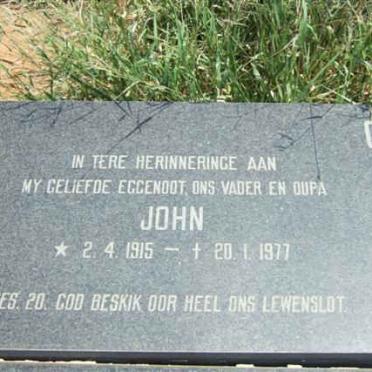 IN TERE HERINNERINGE AAN
MY GELIEFDE EGGENOOT, ONS VADER EN OUPA
JOHN
★ 2. 4. 1915 — † 20. 1. 1977
GES. 20. GOD BESKIK OOR HEEL ONS LEWENSLOT.